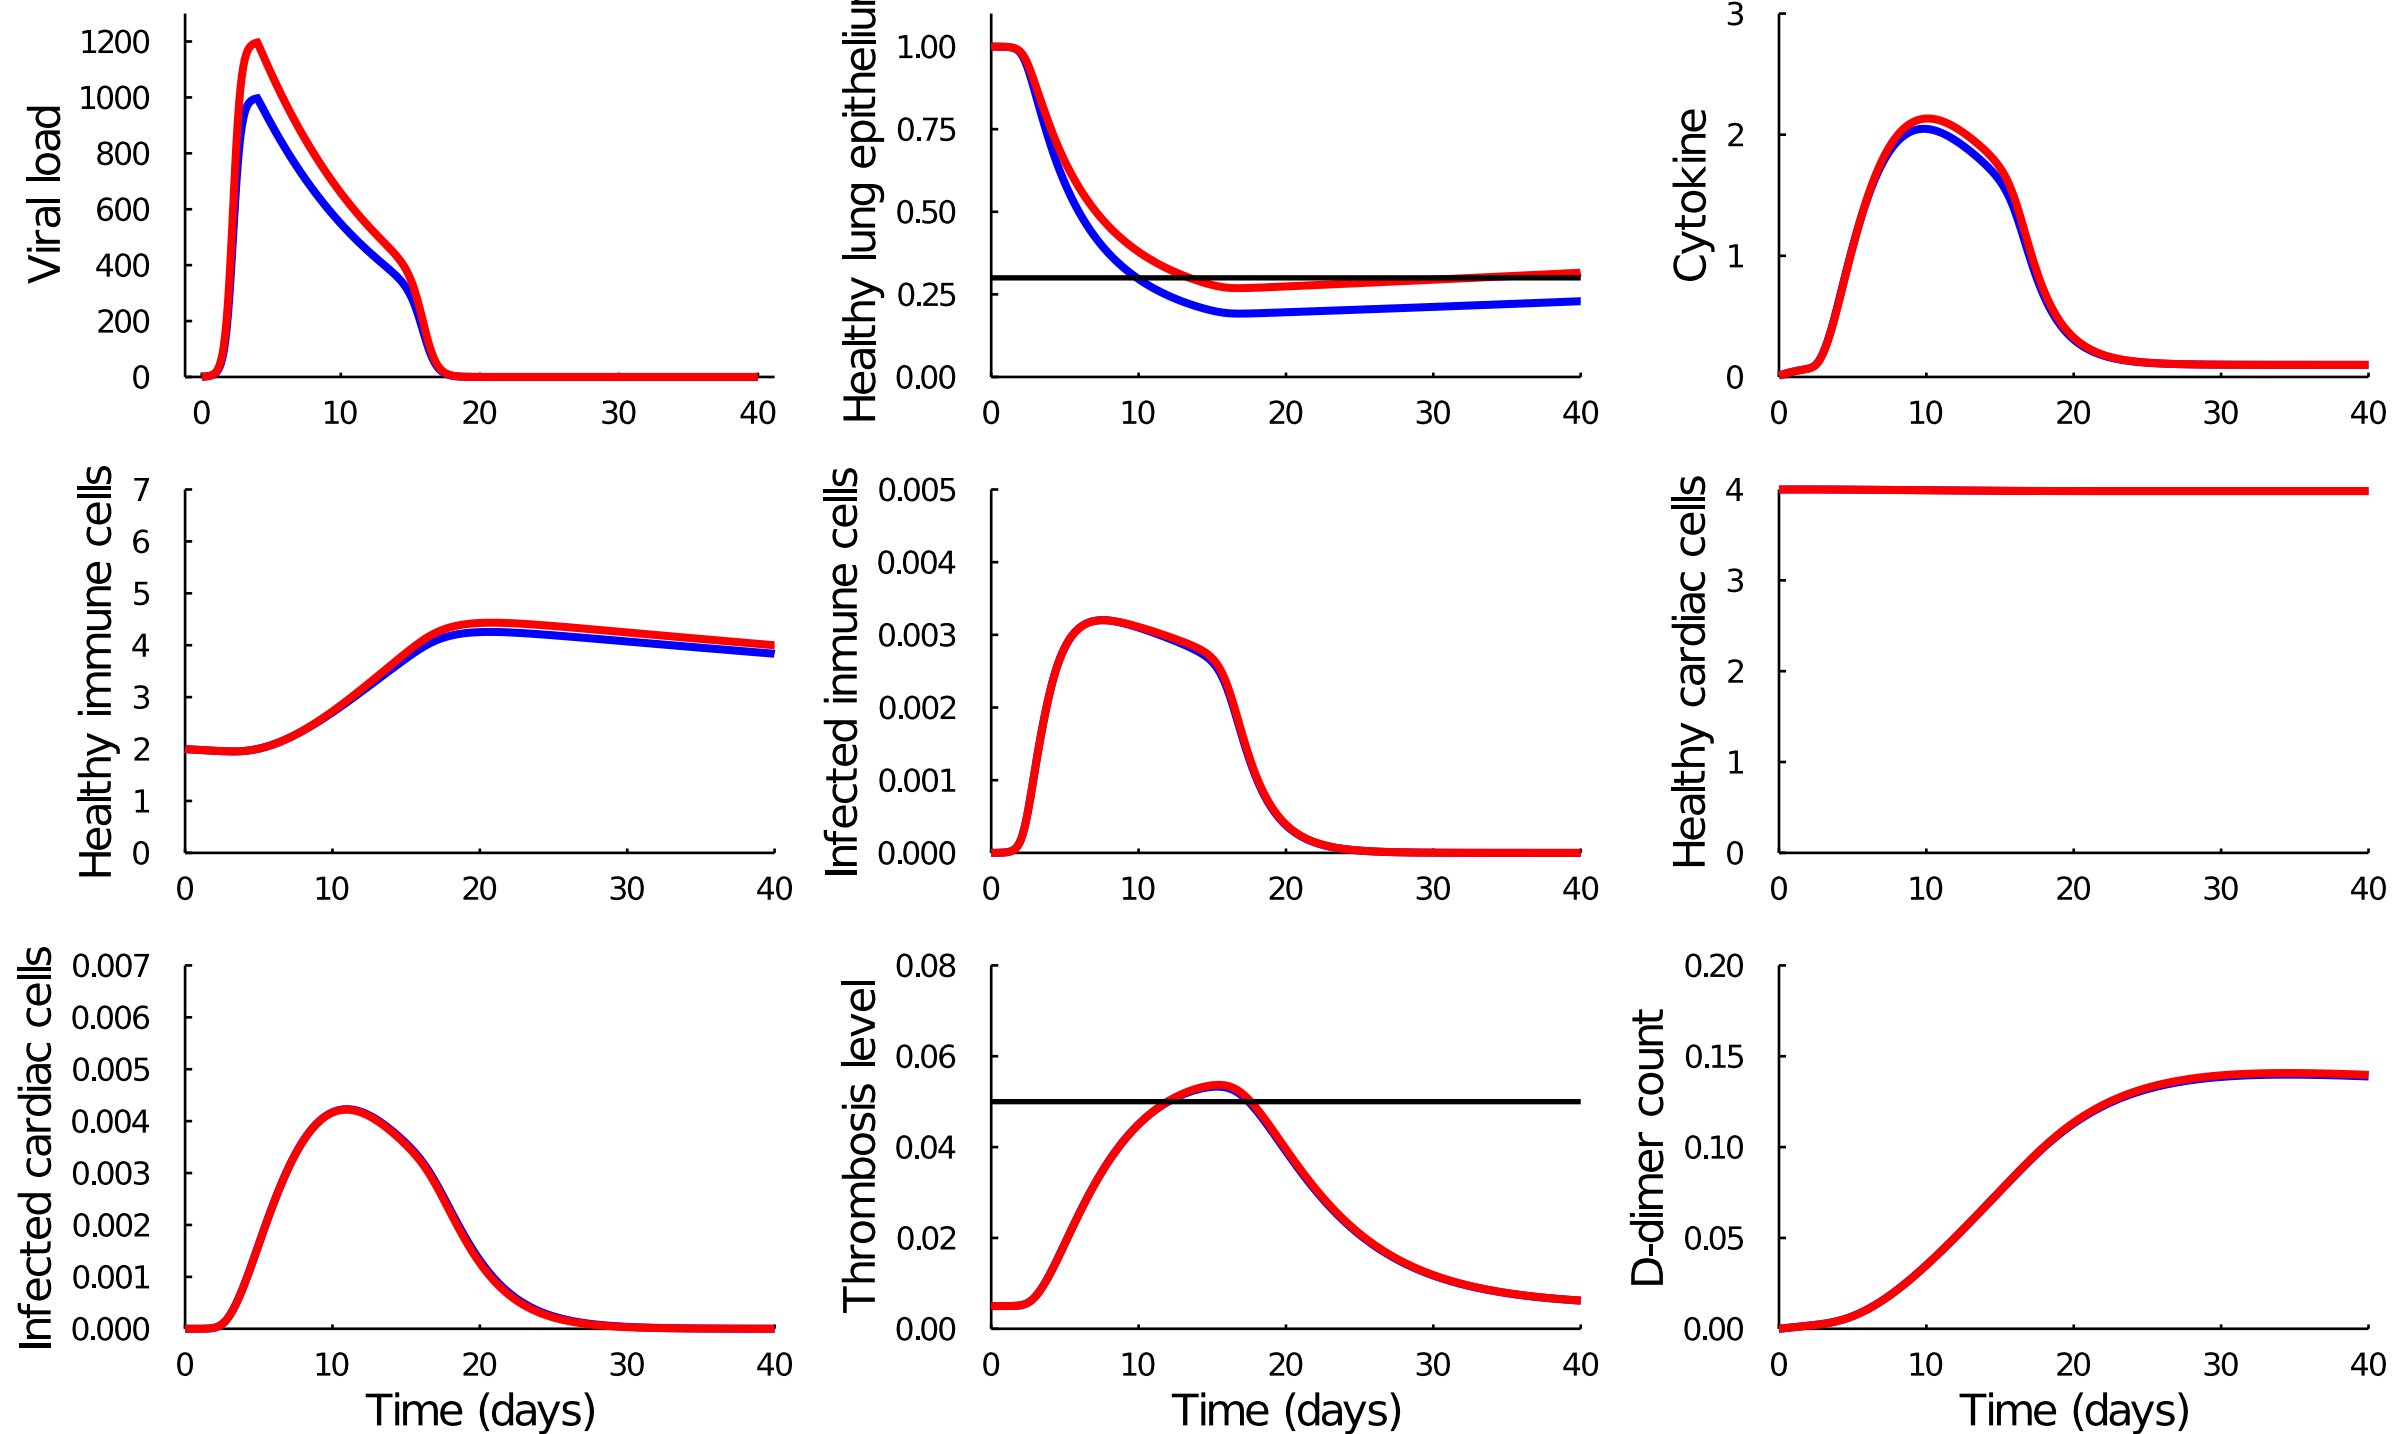 Viral load
1200
1000
800
600
400
200
0
0 10 20 30 40
Healthy lung epithelium
1.00
0.75
0.50
0.25
0.00
0 10 20 30 40
Cytokine
3
2
1
0
0 10 20 30 40
Healthy immune cells
7
6
5
4
3
2
1
0
0 10 20 30 40
Infected inmune cells
0.005
0.004
0.003
0.002
0.001
0.000
0 10 20 30 40
Healthy cardiac cells
4
3
2
1
0
0 10 20 30 40
Infected cardiac cells
0.007
0.006
0.005
0.004
0.003
0.002
0.001
0.000
0 10 20 30 40
Time (days)
Thrombosis level
0.08
0.06
0.04
0.02
0.00
0 10 20 30 40
Time (days)
D-dimer count
0.20
0.15
0.10
0.05
0.00
0 10 20 30 40
Time (days)